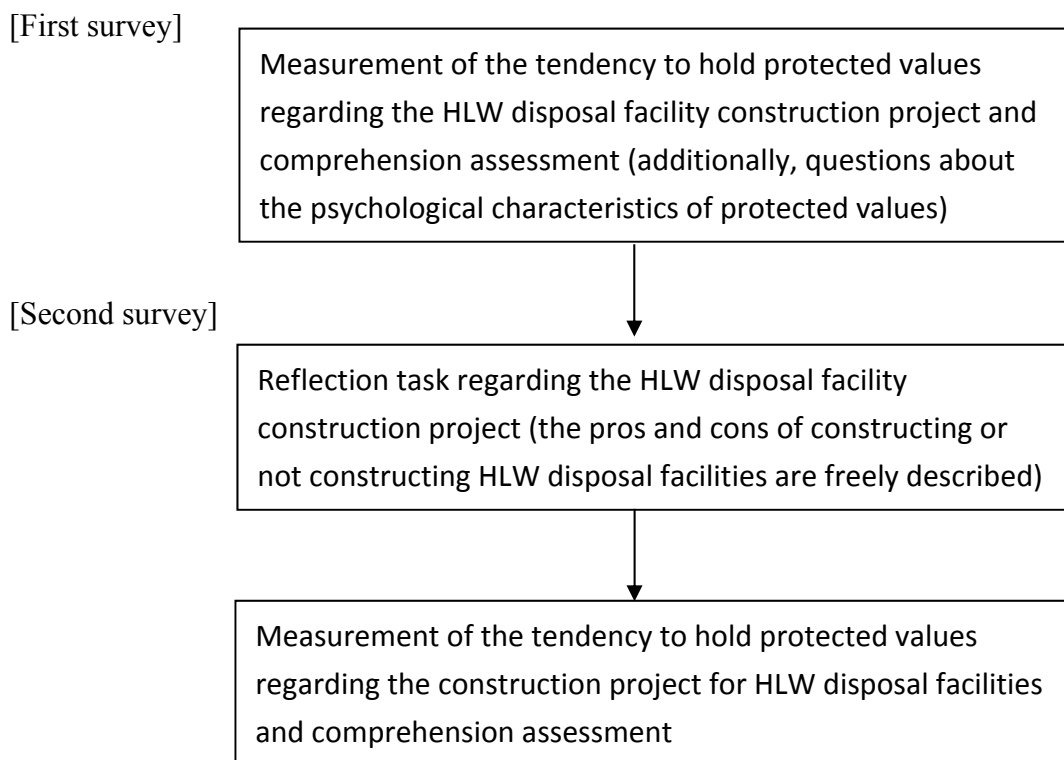 [First survey]
Measurement of the tendency to hold protected values
regarding the HLW disposal facility construction project and
comprehension assessment (additionally, questions about
the psychological characteristics of protected values)
[Second survey]
Reflection task regarding the HLW disposal facility
construction project (the pros and cons of constructing or
not constructing HLW disposal facilities are freely described)
Measurement of the tendency to hold protected values
regarding the construction project for HLW disposal facilities
and comprehension assessment